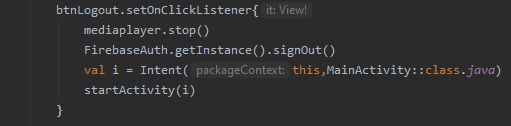 btnLogout.setOnClickListener{ it: View!
mediaplayer.stop()
FirebaseAuth.getInstance().signOut()
val i = Intent( packageContext: this,MainActivity::class.java)
startActivity(i)
}